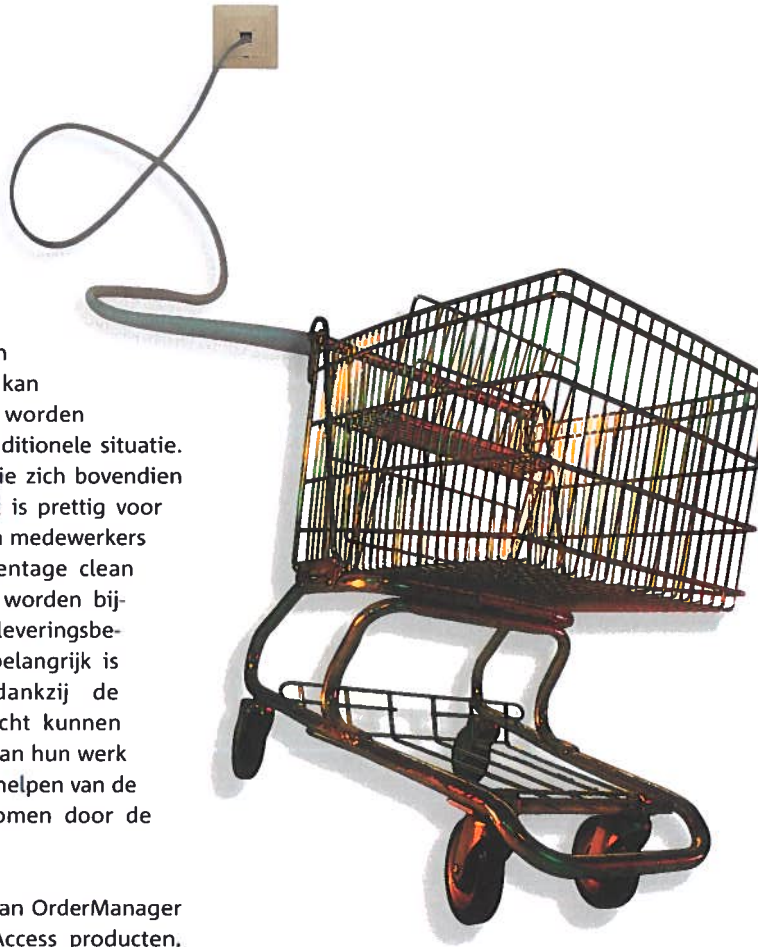 kan
worden
ditionele situatie.
ie zich bovendien
is prettig voor
medewerkers
entage clean
worden bij-
leveringsbe-
belangrijk is
dankzij de
cht kunnen
an hun werk
helpen van de
omen door de
an OrderManager
Access producten.